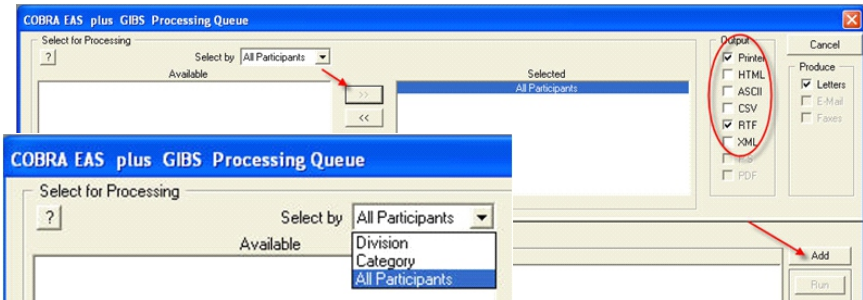 COBRA EAS plus GIBS Processing Queue
Select for Processing
?
Select by All Participants
Available
>>
<<
Selected
All Participants
Output
Printer
HTML
ASCII
CSV
RTF
XML
PDF
Cancel
Produce
Letters
E-Mail
Faxes
COBRA EAS plus GIBS Processing Queue
Select for Processing
?
Select by All Participants
Available
Division
Category
All Participants
Add
Run